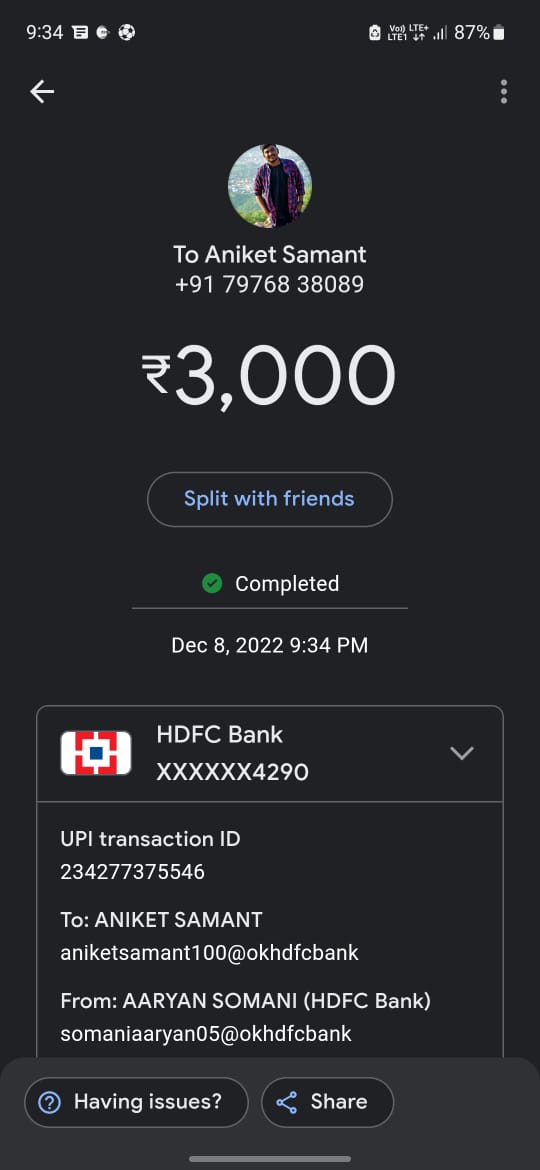 9:34
Vo) LTE+
LTE1
87%
To Aniket Samant
+91 79768 38089
₹3,000
Split with friends
Completed
Dec 8, 2022 9:34 PM
HDFC Bank
XXXXXX4290
UPI transaction ID
234277375546
To: ANIKET SAMANT
aniketsamant100@okhdfcbank
From: AARYAN SOMANI (HDFC Bank)
somaniaaryan05@okhdfcbank
Having issues?
Share